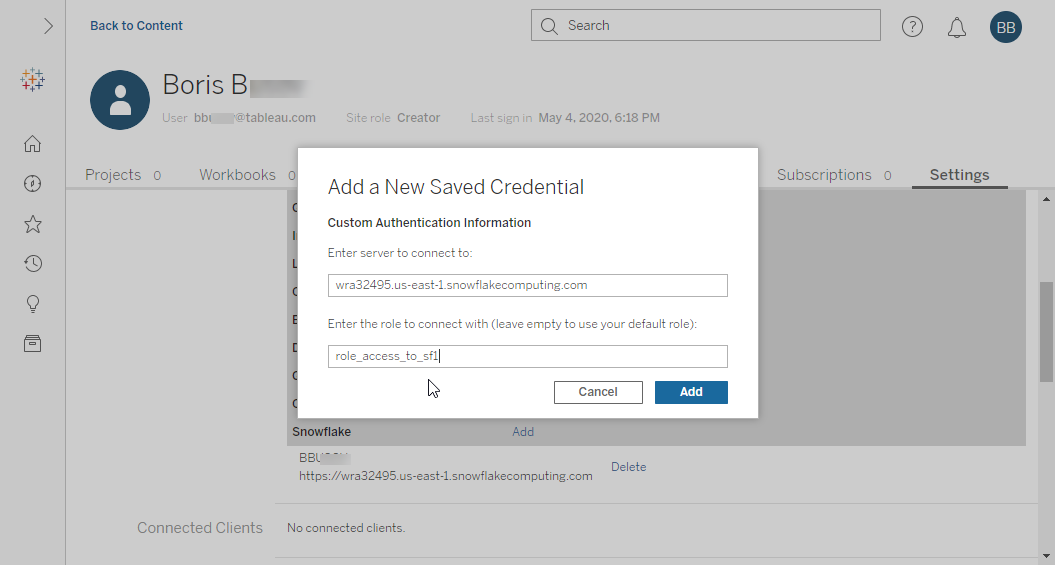 Back to Content
Search
BB
Boris B
User bb @tableau.com Site role Creator Last sign in May 4, 2020, 6:18 PM
Projects 0 Workbooks 0 Subscriptions 0 Settings
Add a New Saved Credential
Custom Authentication Information
Enter server to connect to:
wra32495.us-east-1.snowflakecomputing.com
Enter the role to connect with (leave empty to use your default role):
role_access_to_sf1
Cancel Add
Snowflake Add
https://wra32495.us-east-1.snowflakecomputing.com
Delete
Connected Clients No connected clients.